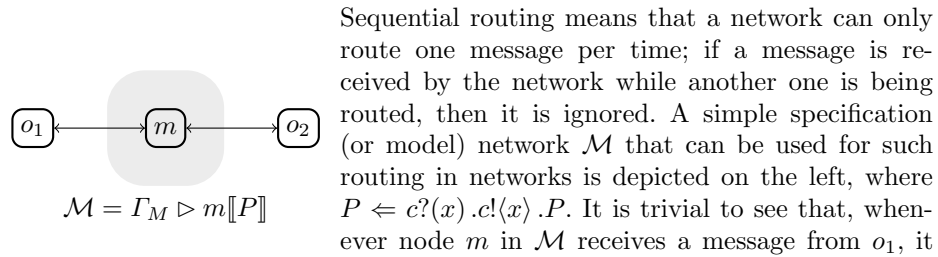 o₁ m o₂
ℳ = Γ_M ▷ m⟦P⟧
Sequential routing means that a network can only
route one message per time; if a message is re-
ceived by the network while another one is being
routed, then it is ignored. A simple specification
(or model) network ℳ that can be used for such
routing in networks is depicted on the left, where
P ⇐ c?(x) .c!⟨x⟩ .P. It is trivial to see that, when-
ever node m in ℳ receives a message from o₁, it